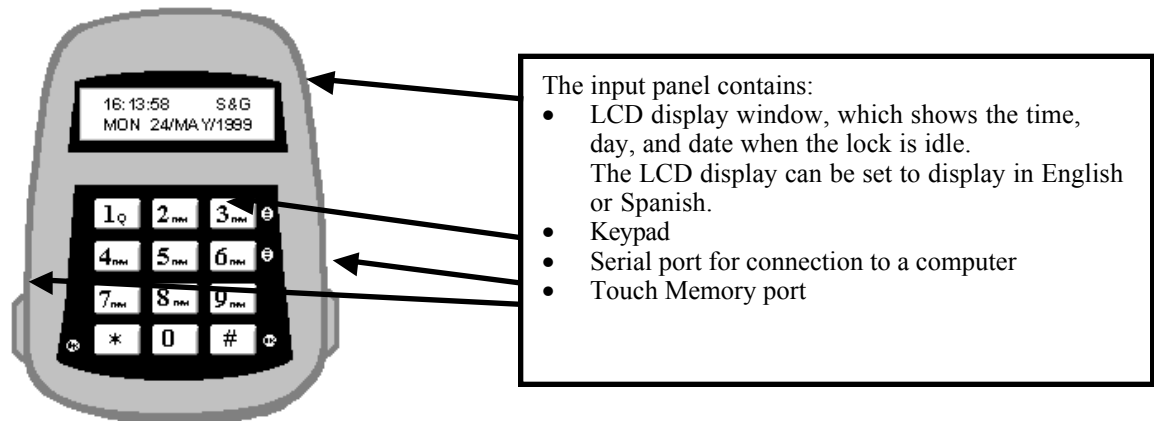 16:13:58 S&G
MON 24/MAY/1999
1Q 2 3
4 5 6
7 8 9
* 0 #
The input panel contains:
• LCD display window, which shows the time,
day, and date when the lock is idle.
The LCD display can be set to display in English
or Spanish.
• Keypad
• Serial port for connection to a computer
• Touch Memory port